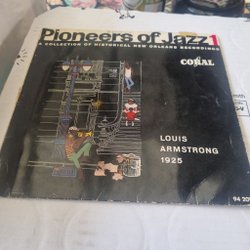 Pioneers of Jazz 1
A COLLECTION OF HISTORICAL NEW ORLEANS RECORDINGS
CORAL
LOUIS
ARMSTRONG
1925